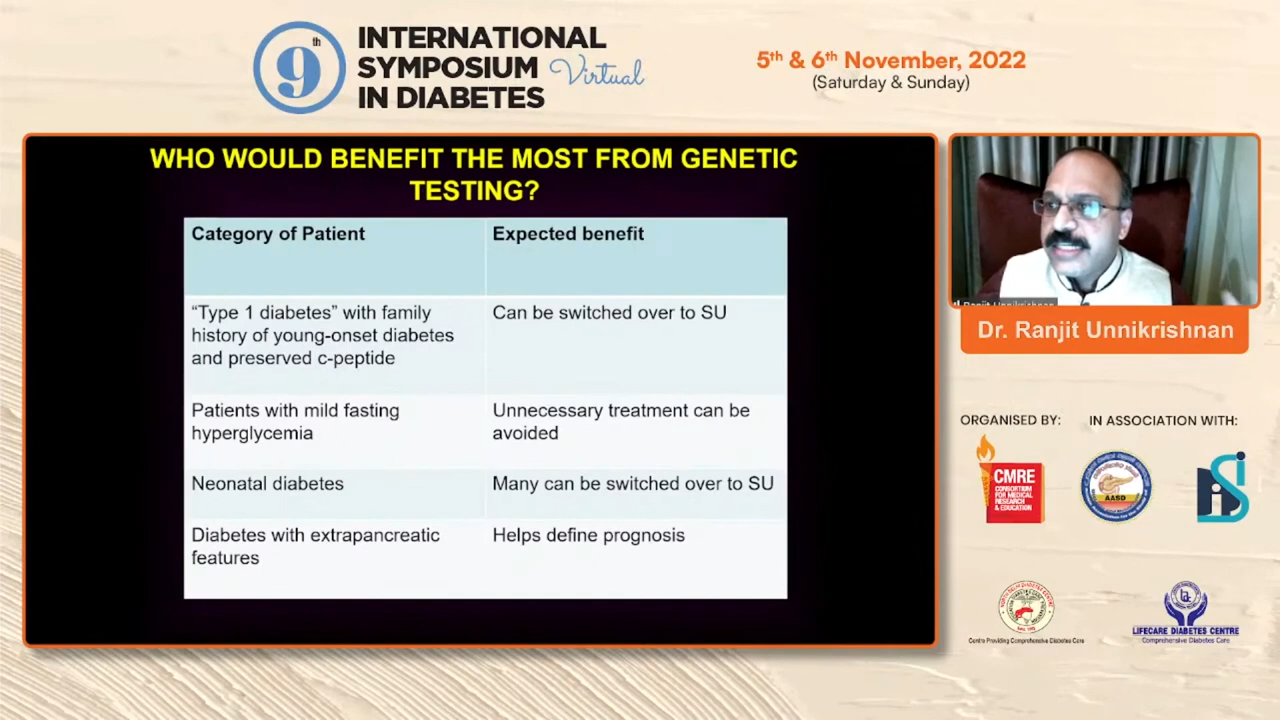 9th
INTERNATIONAL
SYMPOSIUM Virtual
IN DIABETES
5th & 6th November, 2022
(Saturday & Sunday)
WHO WOULD BENEFIT THE MOST FROM GENETIC
TESTING?
Category of Patient
Expected benefit
“Type 1 diabetes” with family
history of young-onset diabetes
and preserved c-peptide
Can be switched over to SU
Patients with mild fasting
hyperglycemia
Unnecessary treatment can be
avoided
Neonatal diabetes
Many can be switched over to SU
Diabetes with extrapancreatic
features
Helps define prognosis
Ranjit Unnikrishnan
Dr. Ranjit Unnikrishnan
ORGANISED BY:
IN ASSOCIATION WITH:
CMRE
CONSORTIUM
FOR MEDICAL
RESEARCH
& EDUCATION
AASD
Centre Providing Comprehensive Diabetes Care
LIFECARE DIABETES CENTRE
Comprehensive Diabetes Care